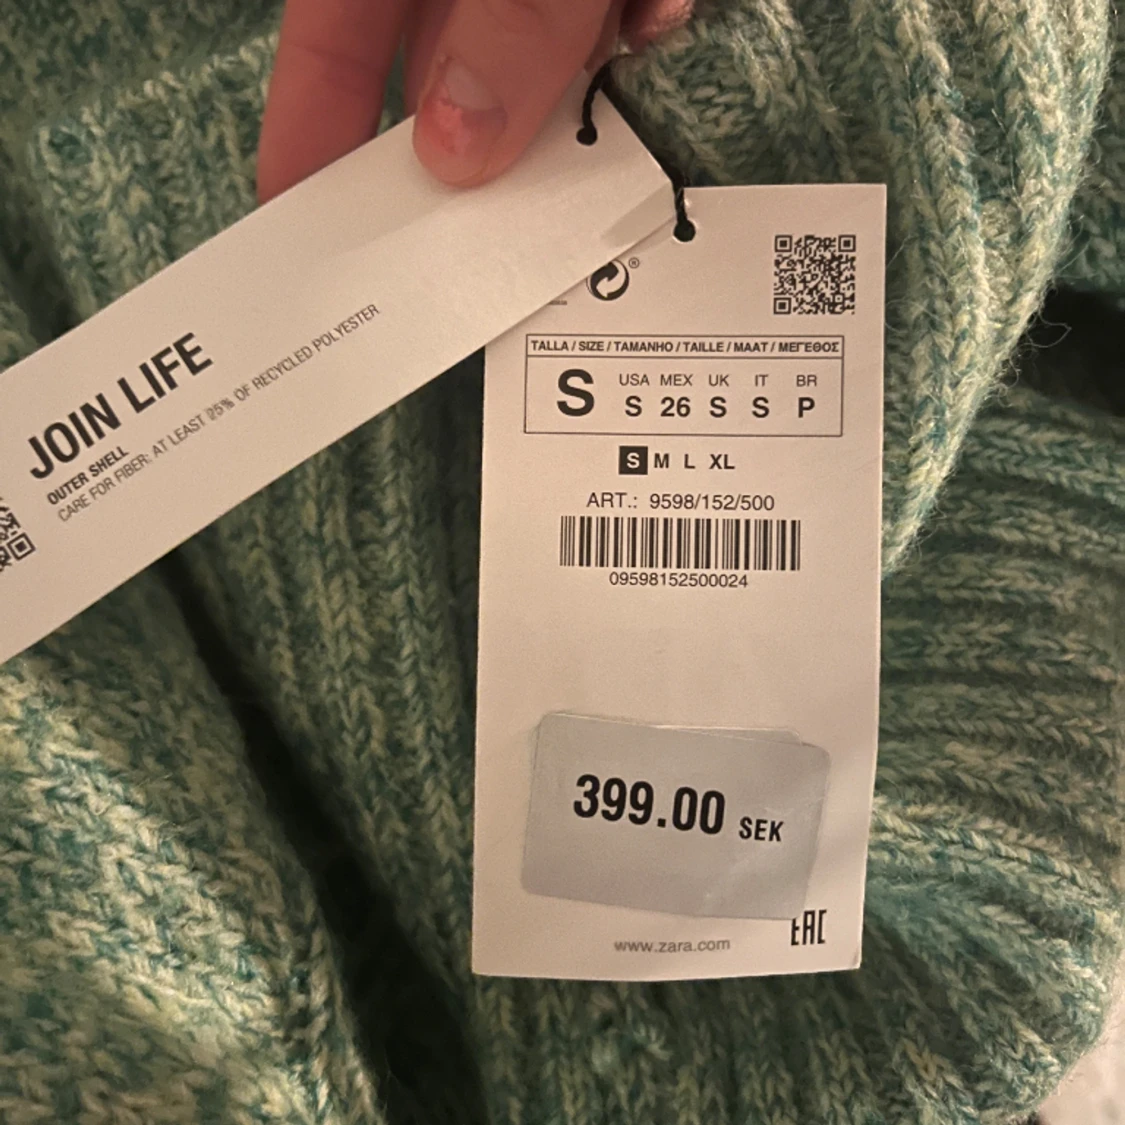 JOIN LIFE
OUTER SHELL
CARE FOR FIBER: AT LEAST 25% OF RECYCLED POLYESTER
®
TALLA / SIZE / TAMANHO / TAILLE / MAAT / ΜΕΓΕΘΟΣ
S
USA MEX UK IT BR
S 26 S S P
S M L XL
ART.: 9598/152/500
09598152500024
399.00 SEK
EAC
www.zara.com